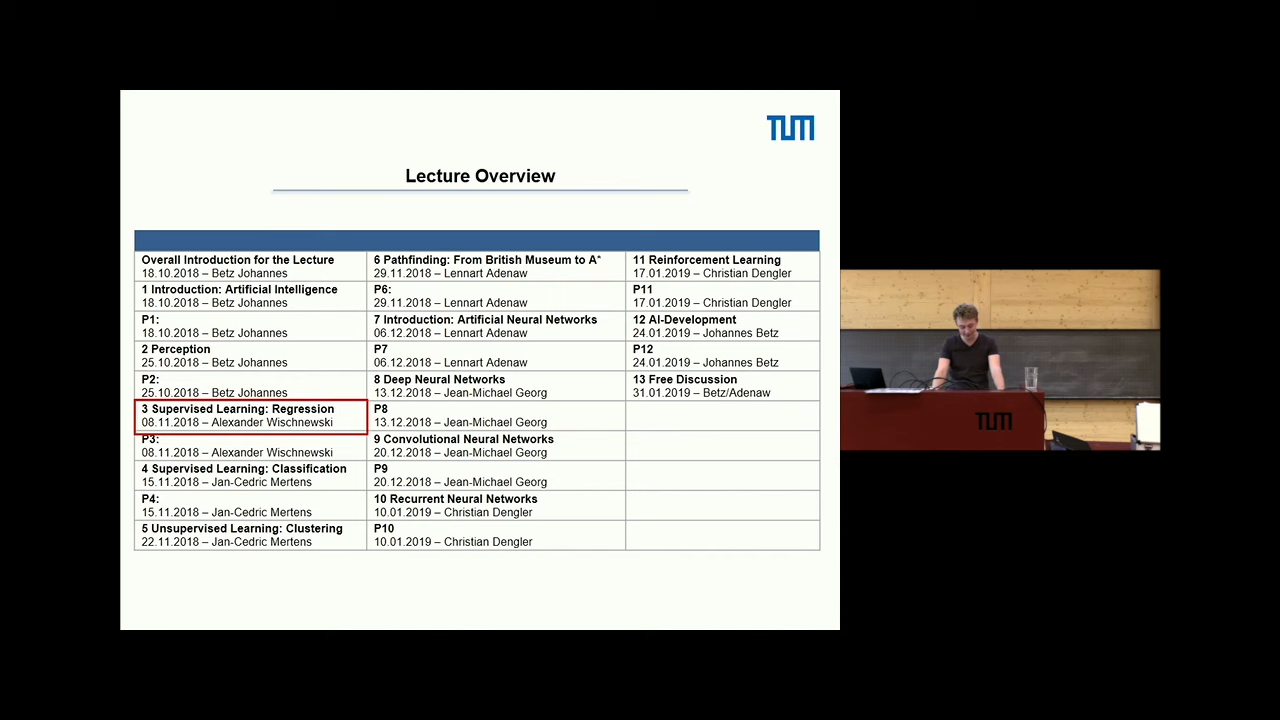 TUM
Lecture Overview
Overall Introduction for the Lecture
18.10.2018 – Betz Johannes
1 Introduction: Artificial Intelligence
18.10.2018 – Betz Johannes
P1:
18.10.2018 – Betz Johannes
2 Perception
25.10.2018 – Betz Johannes
P2:
25.10.2018 – Betz Johannes
3 Supervised Learning: Regression
08.11.2018 – Alexander Wischnewski
P3:
08.11.2018 – Alexander Wischnewski
4 Supervised Learning: Classification
15.11.2018 – Jan-Cedric Mertens
P4:
15.11.2018 – Jan-Cedric Mertens
5 Unsupervised Learning: Clustering
22.11.2018 – Jan-Cedric Mertens
6 Pathfinding: From British Museum to A*
29.11.2018 – Lennart Adenaw
P6:
29.11.2018 – Lennart Adenaw
7 Introduction: Artificial Neural Networks
06.12.2018 – Lennart Adenaw
P7
06.12.2018 – Lennart Adenaw
8 Deep Neural Networks
13.12.2018 – Jean-Michael Georg
P8
13.12.2018 – Jean-Michael Georg
9 Convolutional Neural Networks
20.12.2018 – Jean-Michael Georg
P9
20.12.2018 – Jean-Michael Georg
10 Recurrent Neural Networks
10.01.2019 – Christian Dengler
P10
10.01.2019 – Christian Dengler
11 Reinforcement Learning
17.01.2019 – Christian Dengler
P11
17.01.2019 – Christian Dengler
12 AI-Development
24.01.2019 – Johannes Betz
P12
24.01.2019 – Johannes Betz
13 Free Discussion
31.01.2019 – Betz/Adenaw
TUM